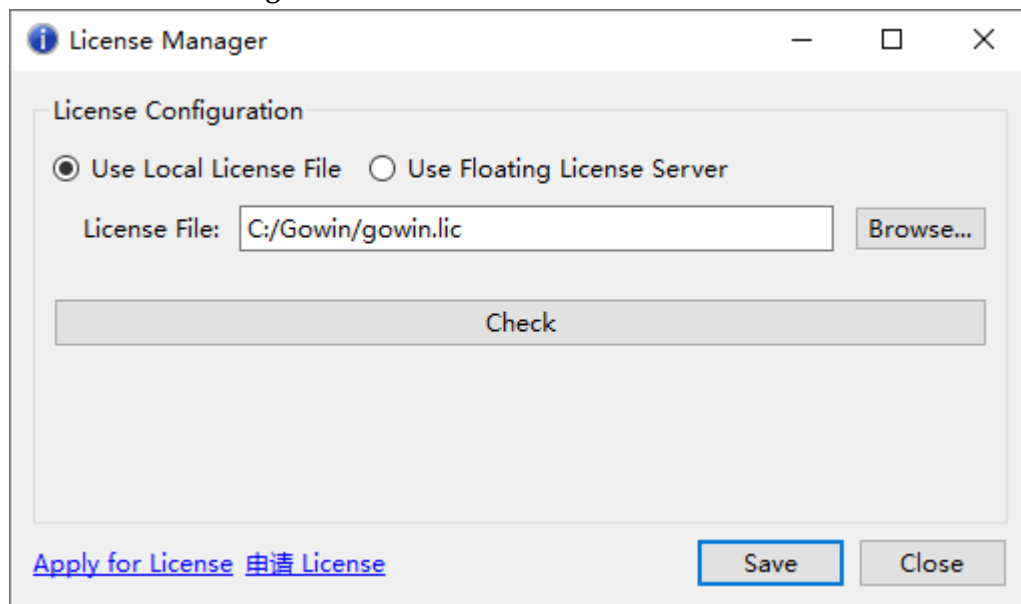 License Manager
License Configuration
Use Local License File Use Floating License Server
License File: C:/Gowin/gowin.lic Browse...
Check
Apply for License 申请 License Save Close